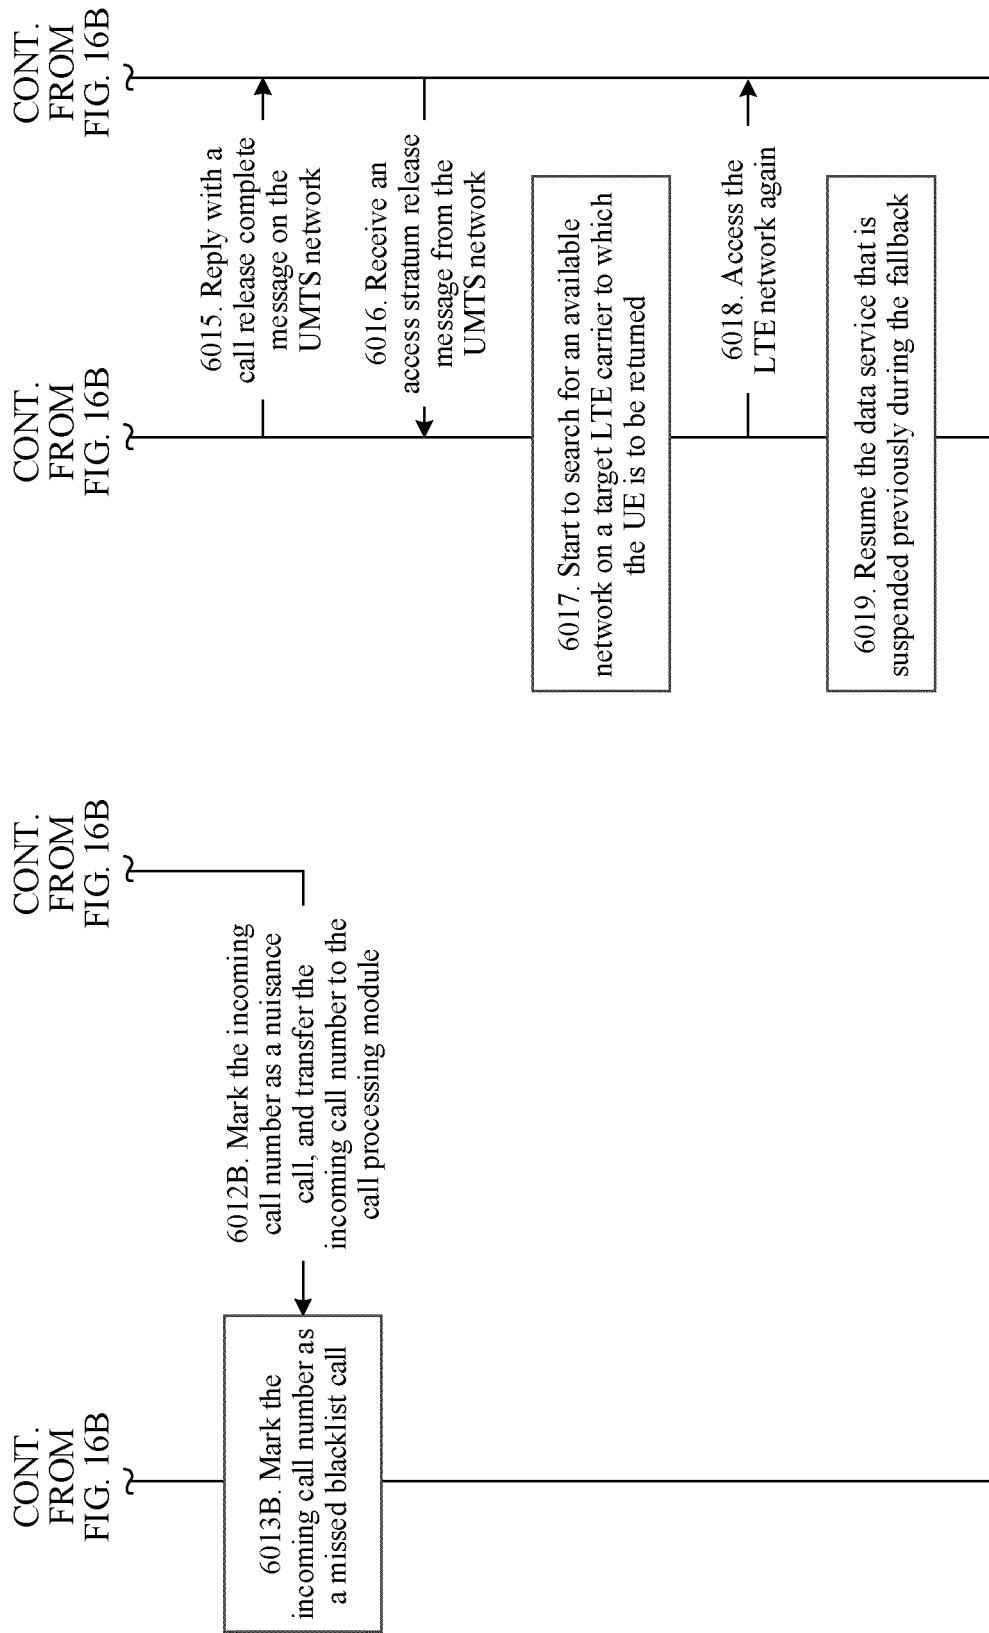 CONT.
FROM
FIG. 16B
CONT.
FROM
FIG. 16B
CONT.
FROM
FIG. 16B
CONT.
FROM
FIG. 16B
6012B. Mark the incoming
call number as a nuisance
call, and transfer the
incoming call number to the
call processing module
6013B. Mark the
incoming call number as
a missed blacklist call
6015. Reply with a
call release complete
message on the
UMTS network
6016. Receive an
access stratum release
message from the
UMTS network
6017. Start to search for an available
network on a target LTE carrier to which
the UE is to be returned
6018. Access the
LTE network again
6019. Resume the data service that is
suspended previously during the fallback